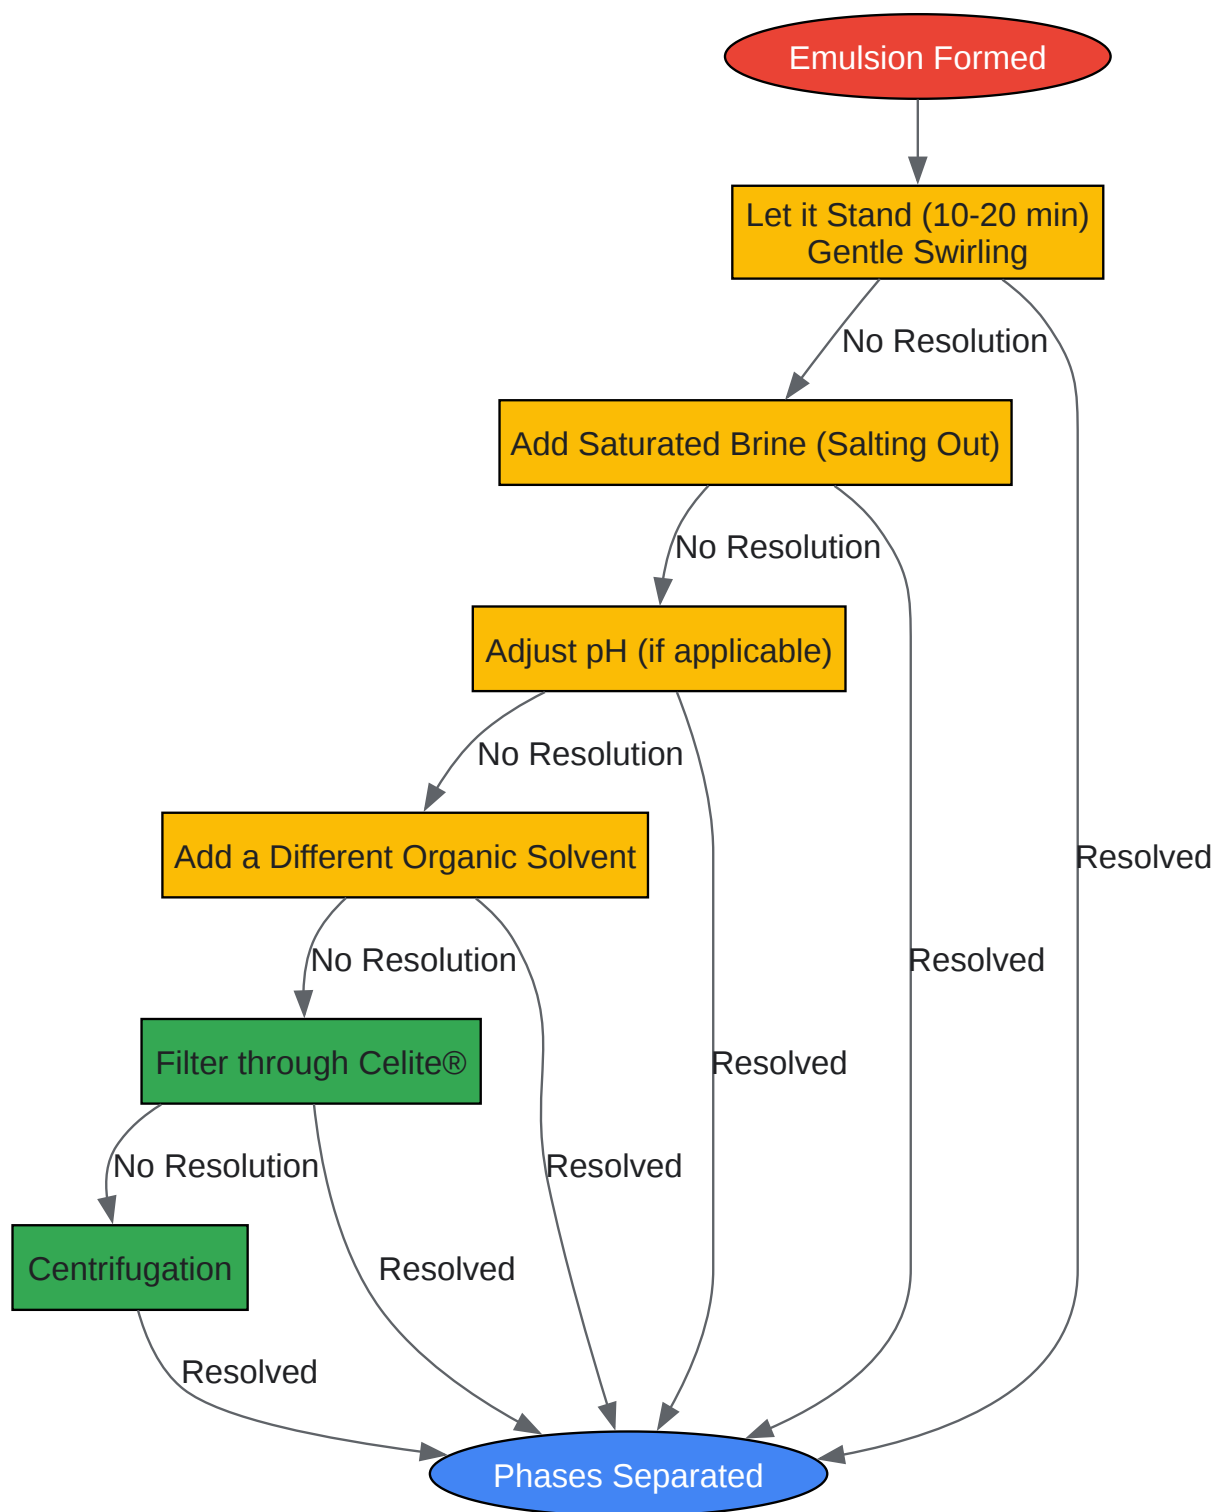 Emulsion Formed
Let it Stand (10-20 min)
Gentle Swirling
No Resolution
Add Saturated Brine (Salting Out)
No Resolution
Adjust pH (if applicable)
No Resolution
Add a Different Organic Solvent
Resolved
No Resolution
Resolved
Filter through Celite®
Resolved
No Resolution
Resolved
Centrifugation
Resolved
Resolved
Phases Separated